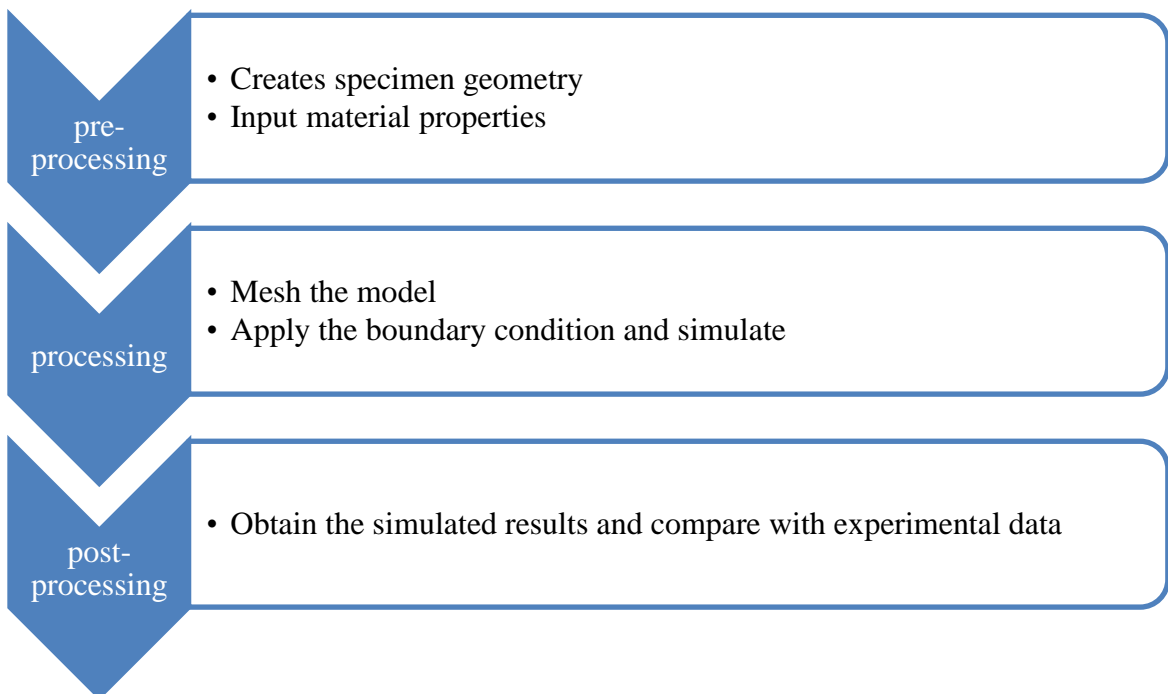 pre-
processing
• Creates specimen geometry
• Input material properties
processing
• Mesh the model
• Apply the boundary condition and simulate
post-
processing
• Obtain the simulated results and compare with experimental data